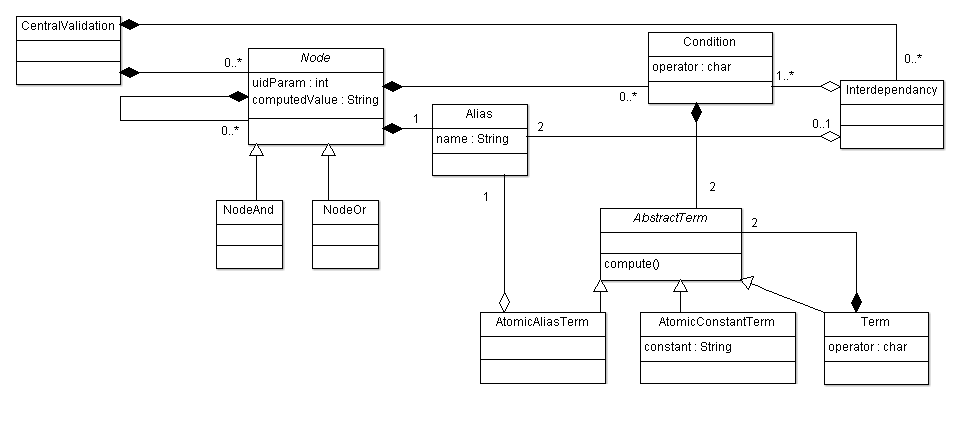 CentralValidation
0..*
0..*
Node
uidParam : int
computedValue : String
0..*
Condition
operator : char
0..*
1..*
Interdependancy
0..1
1
Alias
name : String
2
1
NodeAnd
NodeOr
2
AbstractTerm
compute()
2
AtomicAliasTerm
AtomicConstantTerm
constant : String
Term
operator : char